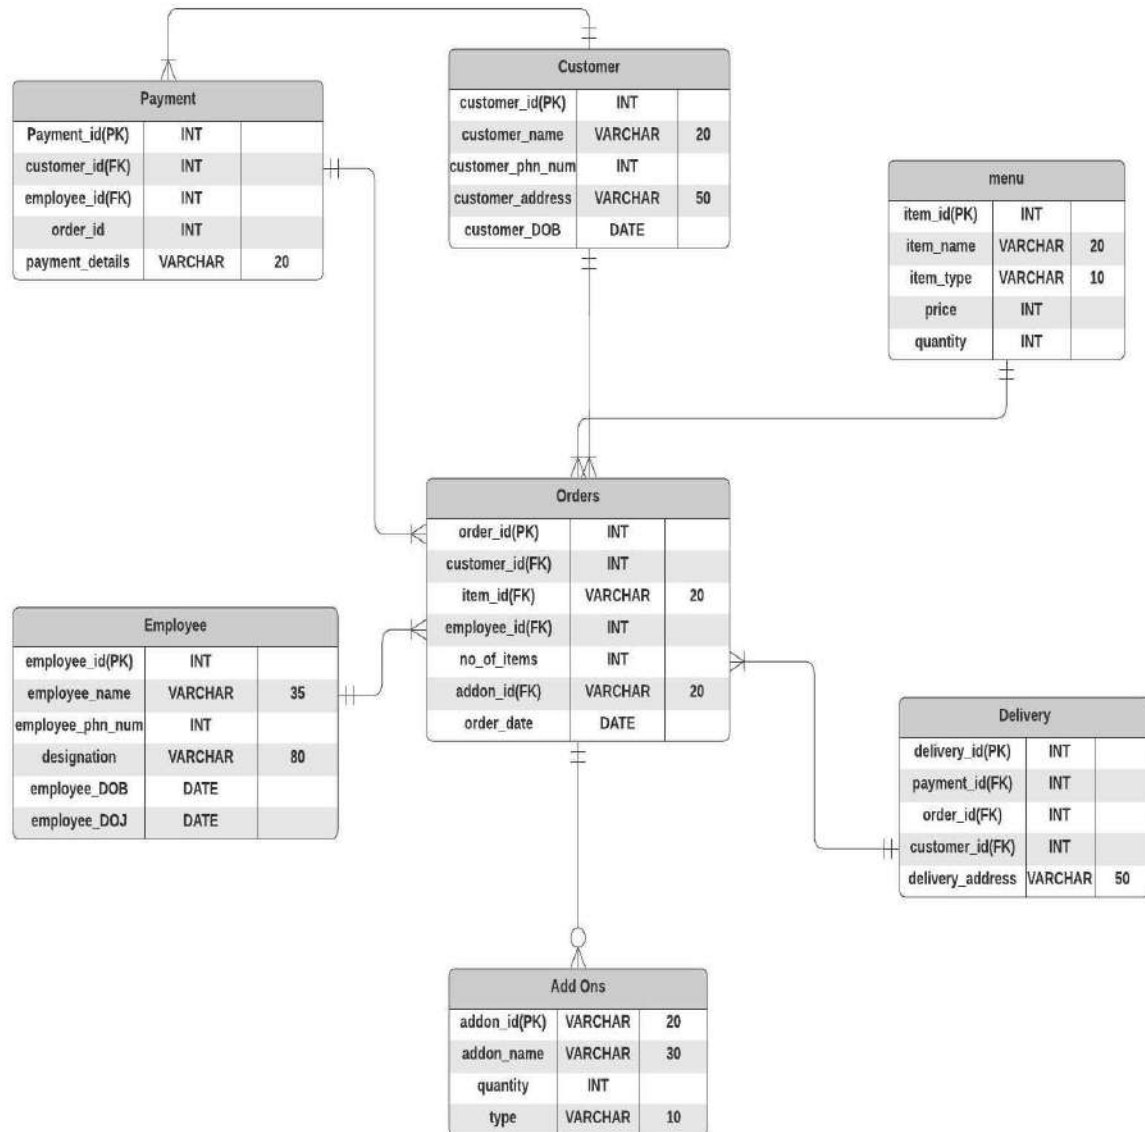 Payment
Payment_id(PK) INT
customer_id(FK) INT
employee_id(FK) INT
order_id INT
payment_details VARCHAR 20
Customer
customer_id(PK) INT
customer_name VARCHAR 20
customer_phn_num INT
customer_address VARCHAR 50
customer_DOB DATE
menu
item_id(PK) INT
item_name VARCHAR 20
item_type VARCHAR 10
price INT
quantity INT
Orders
order_id(PK) INT
customer_id(FK) INT
item_id(FK) VARCHAR 20
employee_id(FK) INT
no_of_items INT
addon_id(FK) VARCHAR 20
order_date DATE
Employee
employee_id(PK) INT
employee_name VARCHAR 35
employee_phn_num INT
designation VARCHAR 80
employee_DOB DATE
employee_DOJ DATE
Delivery
delivery_id(PK) INT
payment_id(FK) INT
order_id(FK) INT
customer_id(FK) INT
delivery_address VARCHAR 50
Add Ons
addon_id(PK) VARCHAR 20
addon_name VARCHAR 30
quantity INT
type VARCHAR 10